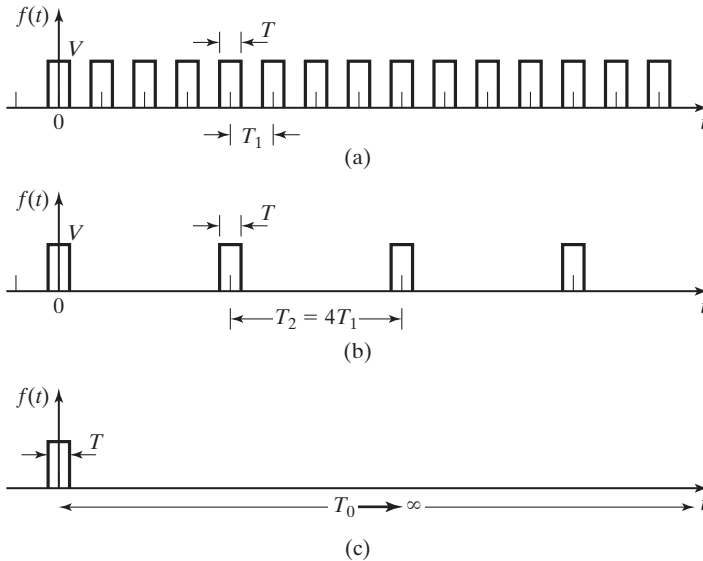 f(t)
V
T
0
T₁
t
(a)
f(t)
V
T
0
T₂ = 4T₁
t
(b)
f(t)
T
T₀ → ∞
t
(c)